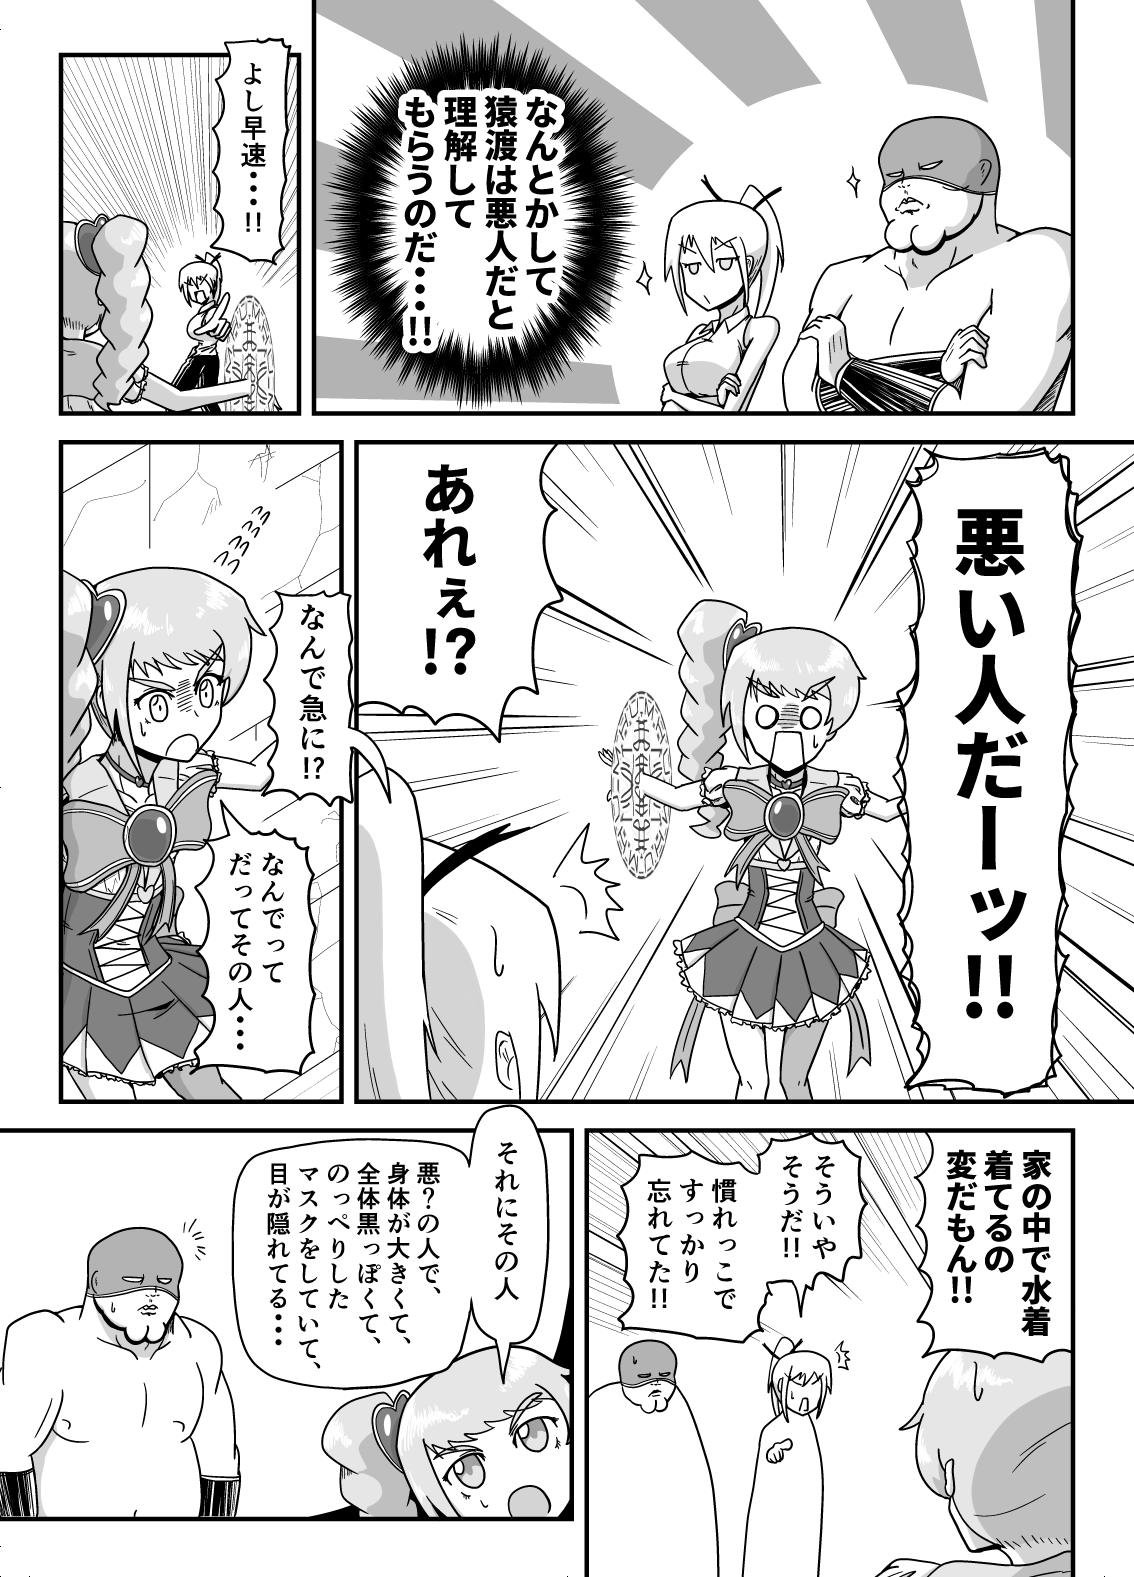 なんとかして
猿渡は悪人だと
理解して
もらうのだ・・・!!
よし早速・・・!!
悪い人だーッ!!
あれぇ!?
なんで急に!?
なんでって
だってその人・・・
家の中で水着
着てるの
変だもん!!
そういや
そうだ!!
慣れっこで
すっかり
忘れてた!!
それにその人
悪?の人で、
身体が大きくて、
全体黒っぽくて、
のっぺりした
マスクをしていて、
目が隠れてる・・・